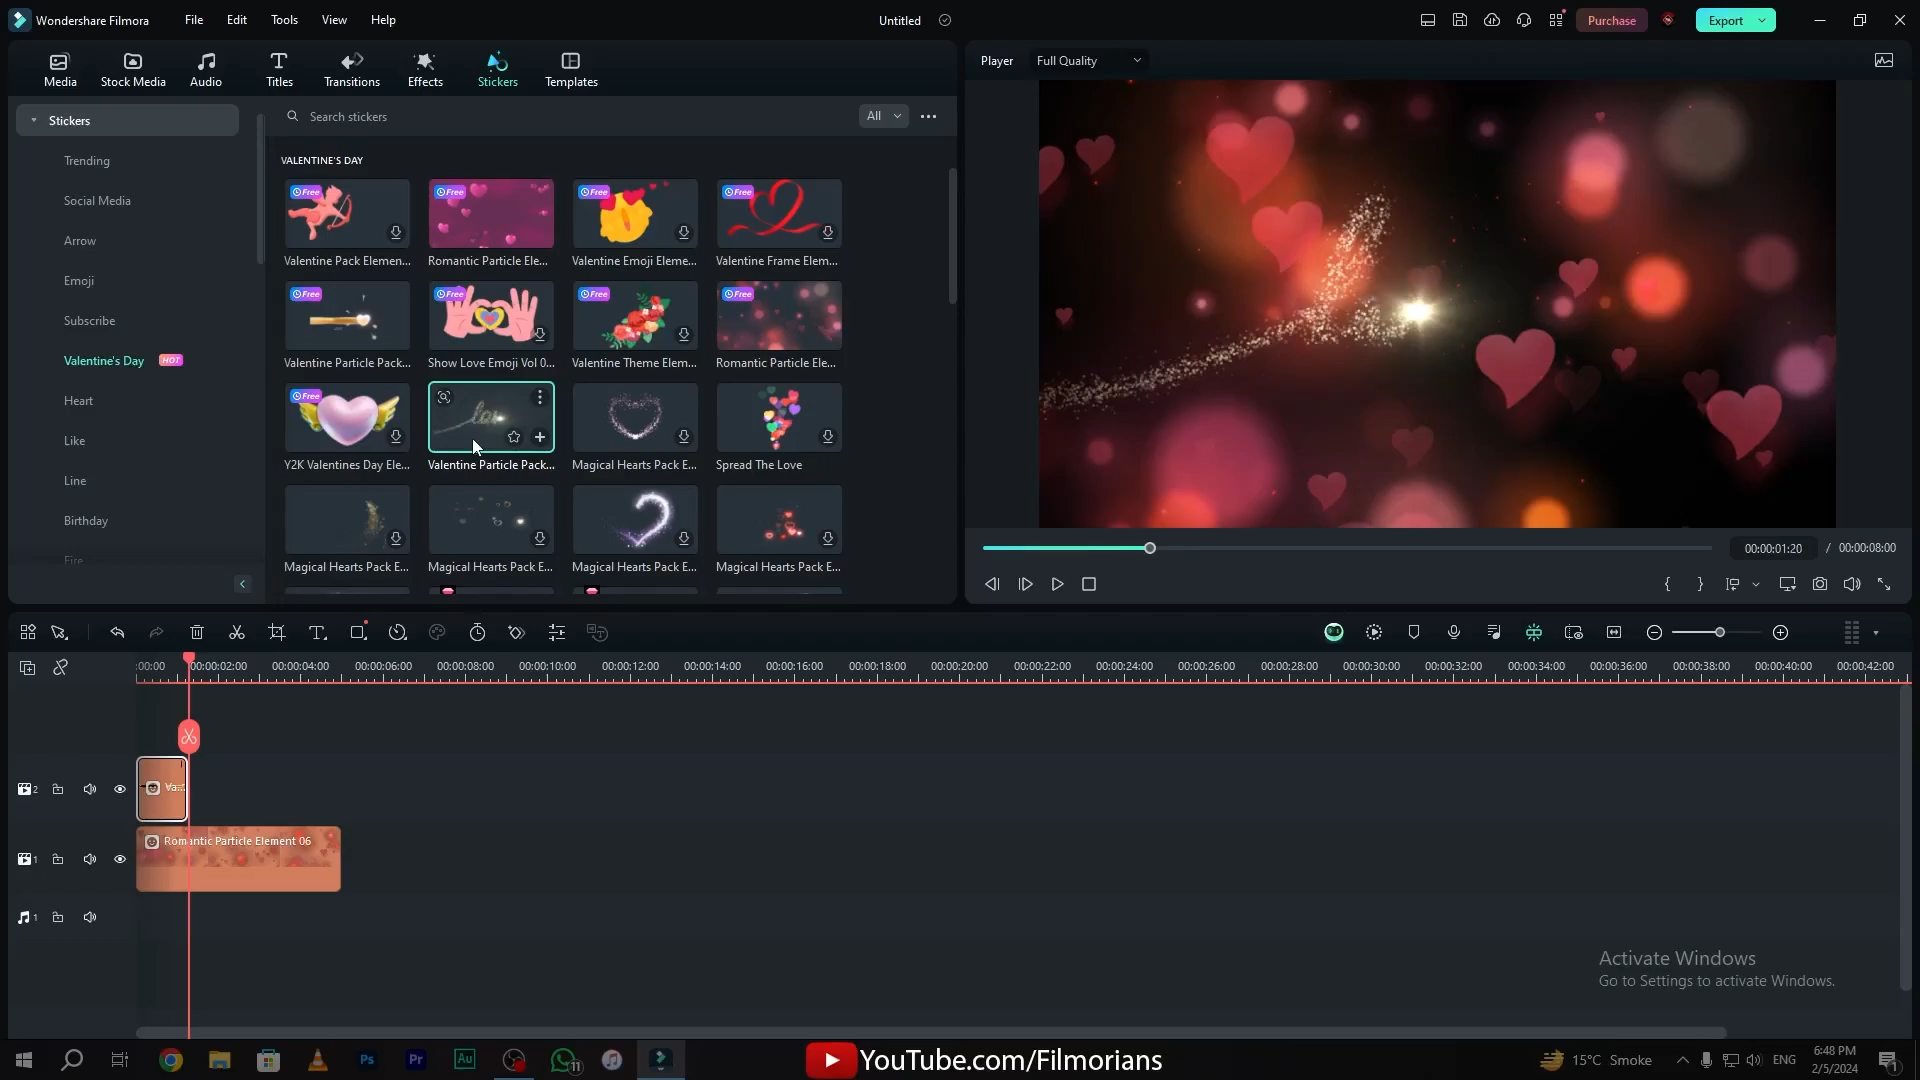 Wondershare Filmora
File
Edit
Tools
View
Help
Untitled
Purchase
Export
Media
Stock Media
Audio
Titles
Transitions
Effects
Stickers
Templates
Player
Full Quality
Stickers
Search stickers
All
Trending
Social Media
Arrow
Emoji
Subscribe
Valentine's Day
HOT
Heart
Like
Line
Birthday
Fire
VALENTINE'S DAY
Free
Free
Free
Free
Valentine Pack Elemen...
Romantic Particle Ele...
Valentine Emoji Eleme...
Valentine Frame Elem...
Free
Free
Free
Free
Valentine Particle Pack...
Show Love Emoji Vol 0...
Valentine Theme Elem...
Romantic Particle Ele...
Free
Y2K Valentines Day Ele...
Valentine Particle Pack...
Magical Hearts Pack E...
Spread The Love
Magical Hearts Pack E...
Magical Hearts Pack E...
Magical Hearts Pack E...
Magical Hearts Pack E...
00:00:01:20 / 00:00:08:00
:00:00 00:00:02:00 00:00:04:00 00:00:06:00 00:00:08:00 00:00:10:00 00:00:12:00 00:00:14:00 00:00:16:00 00:00:18:00 00:00:20:00 00:00:22:00 00:00:24:00 00:00:26:00 00:00:28:00 00:00:30:00 00:00:32:00 00:00:34:00 00:00:36:00 00:00:38:00 00:00:40:00 00:00:42:00
2
Va...
1
Romantic Particle Element 06
1
Activate Windows
Go to Settings to activate Windows.
Ps
Pr
Au
11
YouTube.com/Filmorians
15°C Smoke
ENG
6:48 PM
2/5/2024
1